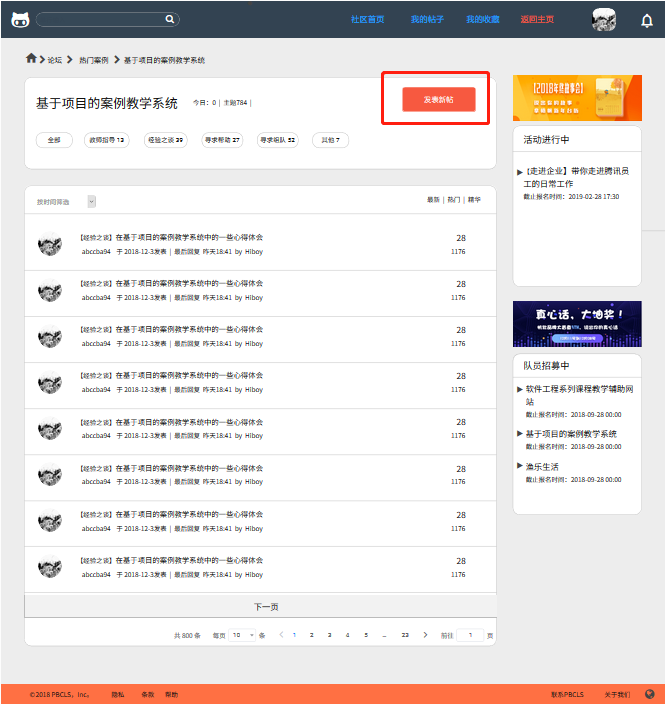 社区首页 我的帖子 我的收藏 返回主页
论坛 热门案例 基于项目的案例教学系统
基于项目的案例教学系统 今日：0 | 主题784 |
发表新帖
全部 教师指导 13 经验之谈 39 寻求帮助 27 寻求组队 52 其他 7
按时间筛选 最新 | 热门 | 精华
【经验之谈】在基于项目的案例教学系统中的一些心得体会 28
abccba94 于 2018-12-3发表 | 最后回复 昨天18:41 by Hiboy 1176
【经验之谈】在基于项目的案例教学系统中的一些心得体会 28
abccba94 于 2018-12-3发表 | 最后回复 昨天18:41 by Hiboy 1176
【经验之谈】在基于项目的案例教学系统中的一些心得体会 28
abccba94 于 2018-12-3发表 | 最后回复 昨天18:41 by Hiboy 1176
【经验之谈】在基于项目的案例教学系统中的一些心得体会 28
abccba94 于 2018-12-3发表 | 最后回复 昨天18:41 by Hiboy 1176
【经验之谈】在基于项目的案例教学系统中的一些心得体会 28
abccba94 于 2018-12-3发表 | 最后回复 昨天18:41 by Hiboy 1176
【经验之谈】在基于项目的案例教学系统中的一些心得体会 28
abccba94 于 2018-12-3发表 | 最后回复 昨天18:41 by Hiboy 1176
【经验之谈】在基于项目的案例教学系统中的一些心得体会 28
abccba94 于 2018-12-3发表 | 最后回复 昨天18:41 by Hiboy 1176
【经验之谈】在基于项目的案例教学系统中的一些心得体会 28
abccba94 于 2018-12-3发表 | 最后回复 昨天18:41 by Hiboy 1176
下一页
共 800 条 每页 10 条 1 2 3 4 5 ... 23 前往 1 页
活动进行中
【走进企业】带你走进腾讯员
工的日常工作
截止报名时间：2019-02-28 17:30
真心话，大抽奖！
队员招募中
软件工程系列课程教学辅助网
站
截止报名时间：2018-09-28 00:00
基于项目的案例教学系统
截止报名时间：2018-09-28 00:00
渔乐生活
截止报名时间：2018-09-28 00:00
©2018 PBCLS，Inc。 隐私 条款 帮助 联系PBCLS 关于我们